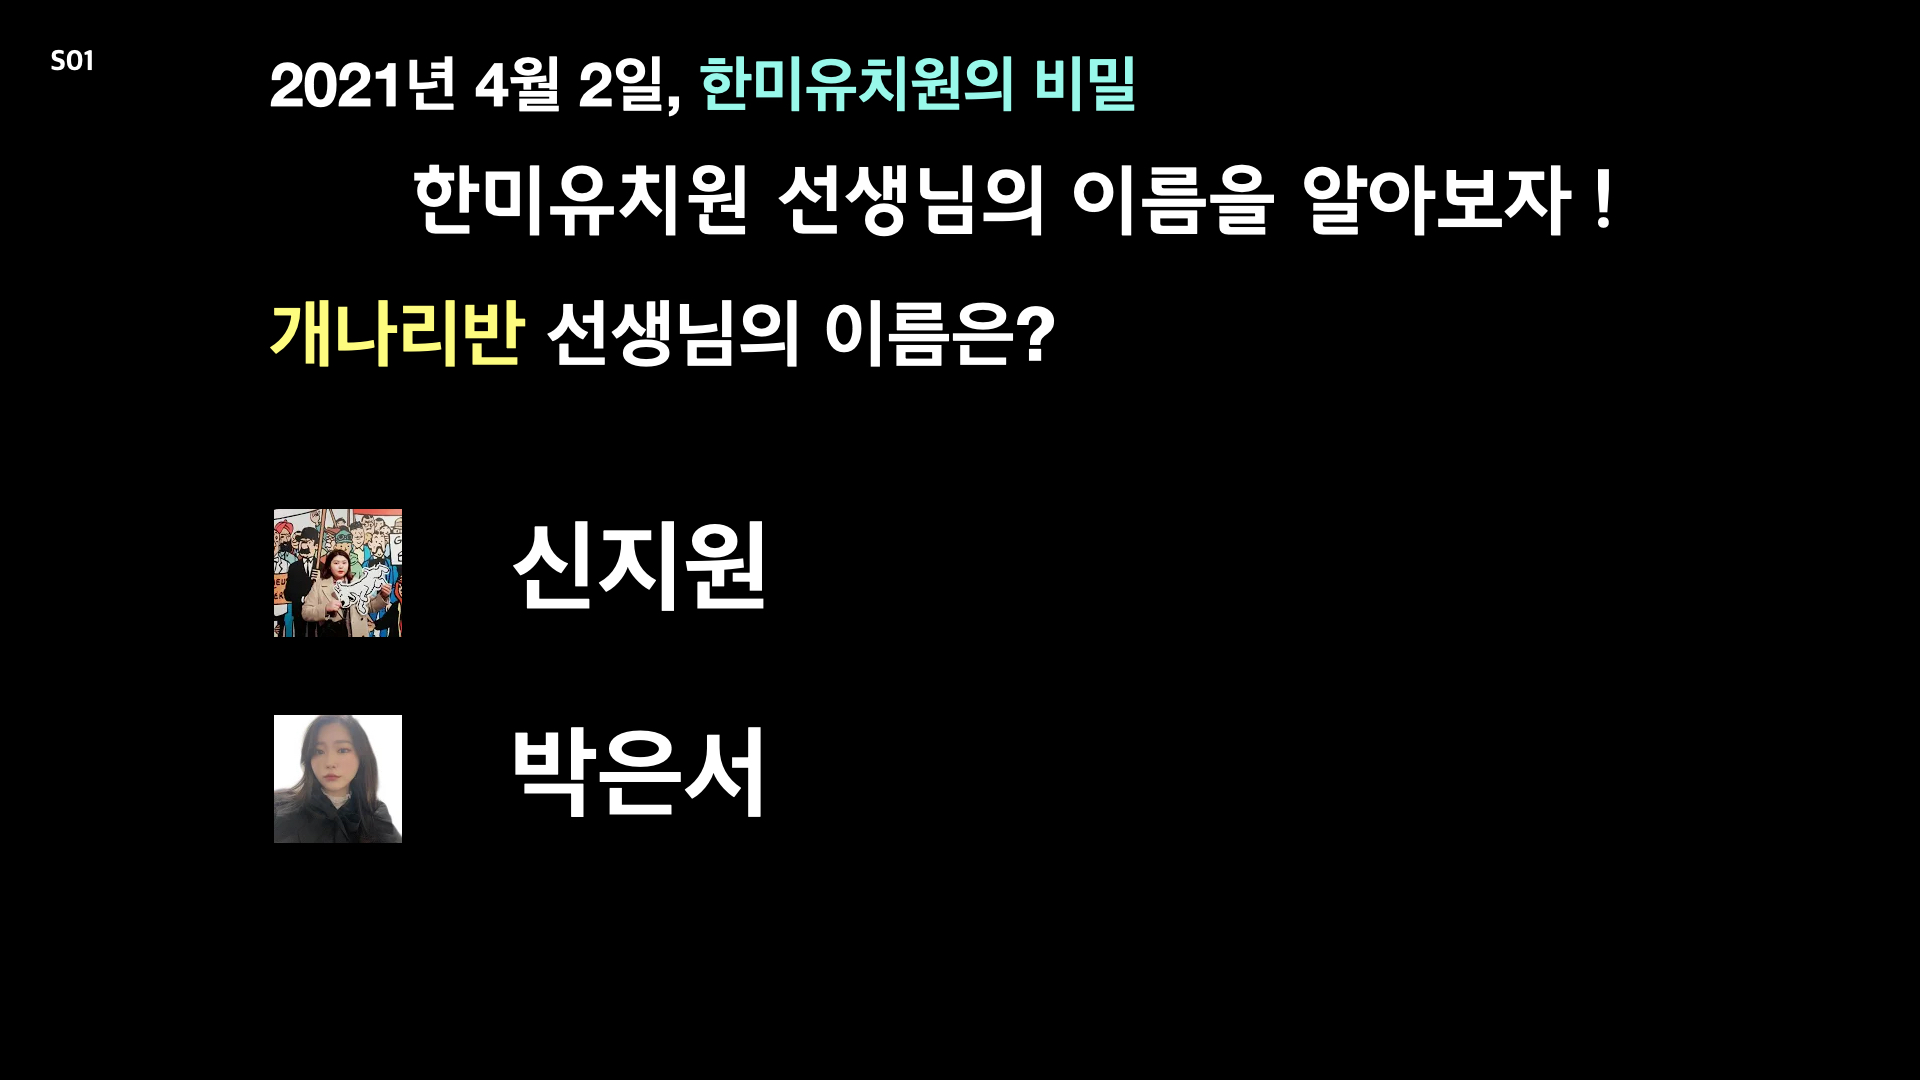 S01
2021년 4월 2일, 한미유치원의 비밀
한미유치원 선생님의 이름을 알아보자 !
개나리반 선생님의 이름은?
신지원
박은서